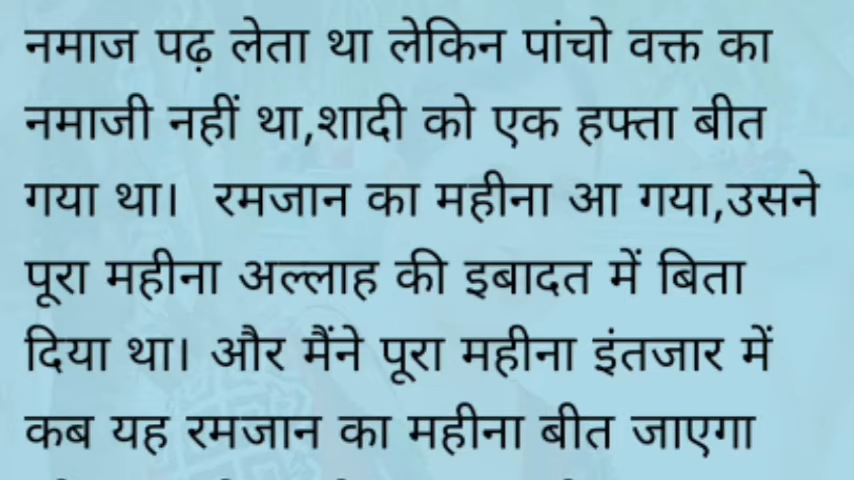 नमाज पढ़ लेता था लेकिन पांचो वक्त का
नमाजी नहीं था,शादी को एक हफ्ता बीत
गया था। रमजान का महीना आ गया,उसने
पूरा महीना अल्लाह की इबादत में बिता
दिया था। और मैंने पूरा महीना इंतजार में
कब यह रमजान का महीना बीत जाएगा